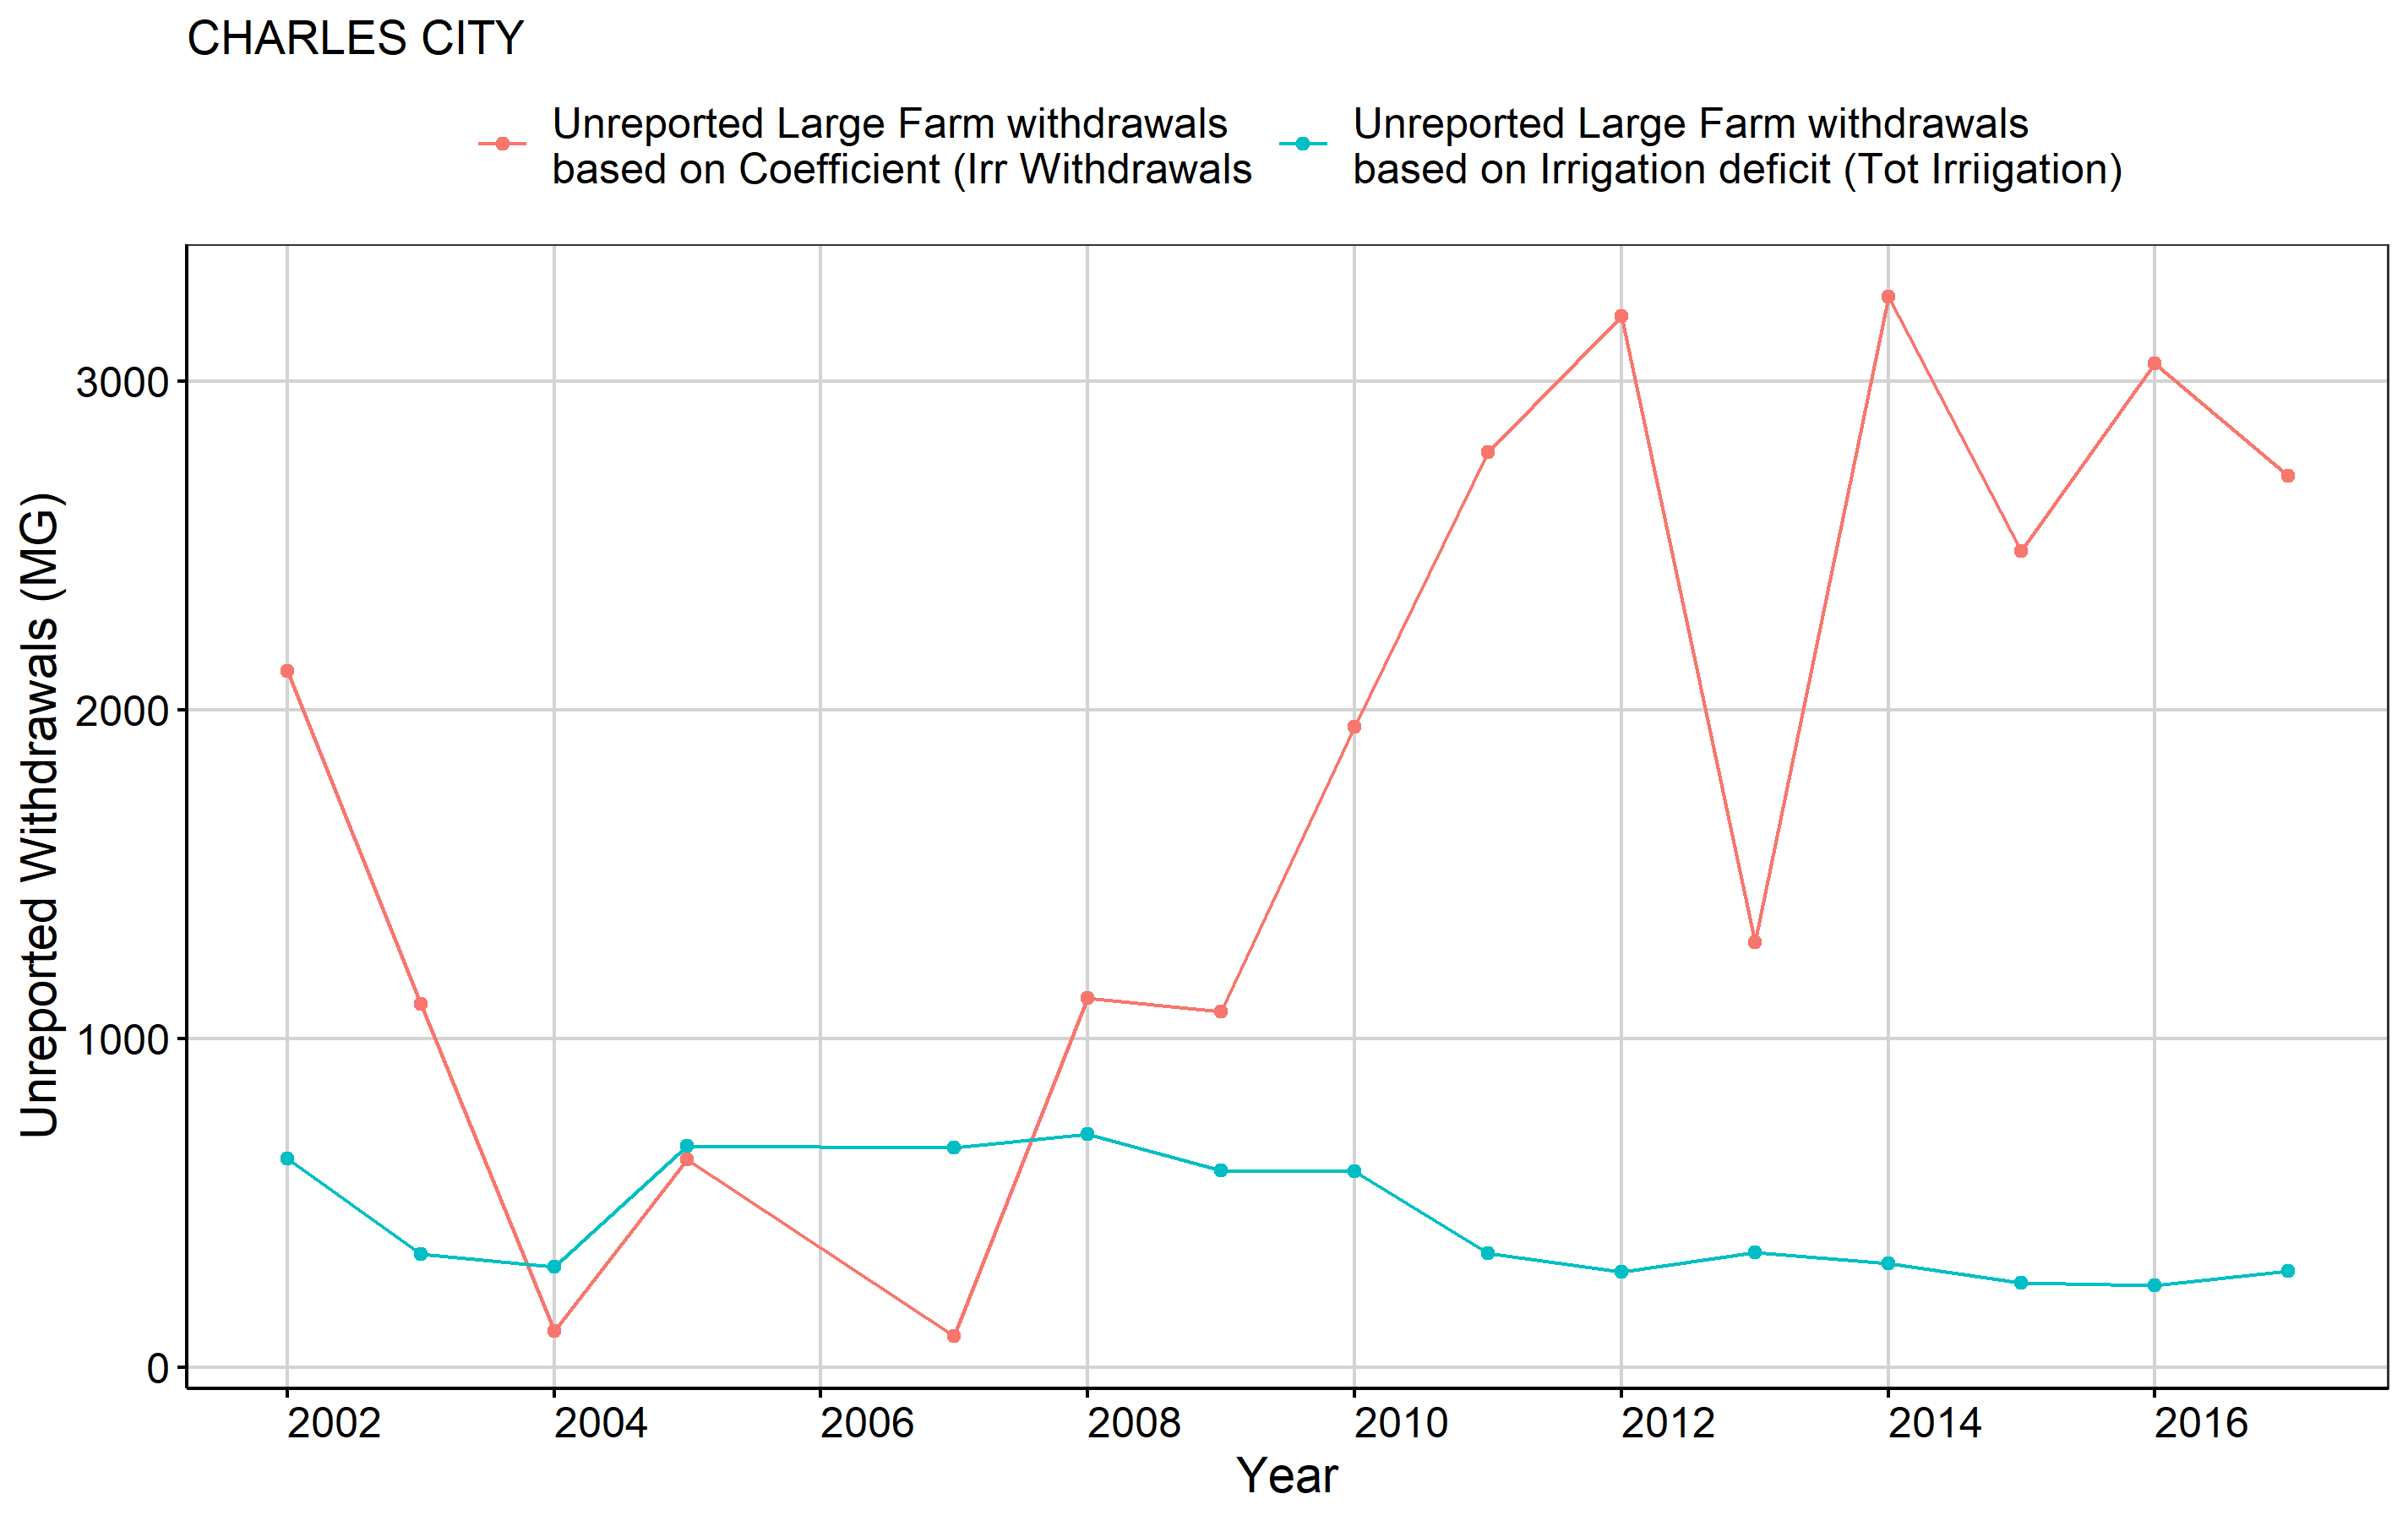 CHARLES CITY
Unreported Large Farm withdrawals
based on Coefficient (Irr Withdrawals
Unreported Large Farm withdrawals
based on Irrigation deficit (Tot Irriigation)
Unreported Withdrawals (MG)
3000
2000
1000
0
2002 2004 2006 2008 2010 2012 2014 2016
Year